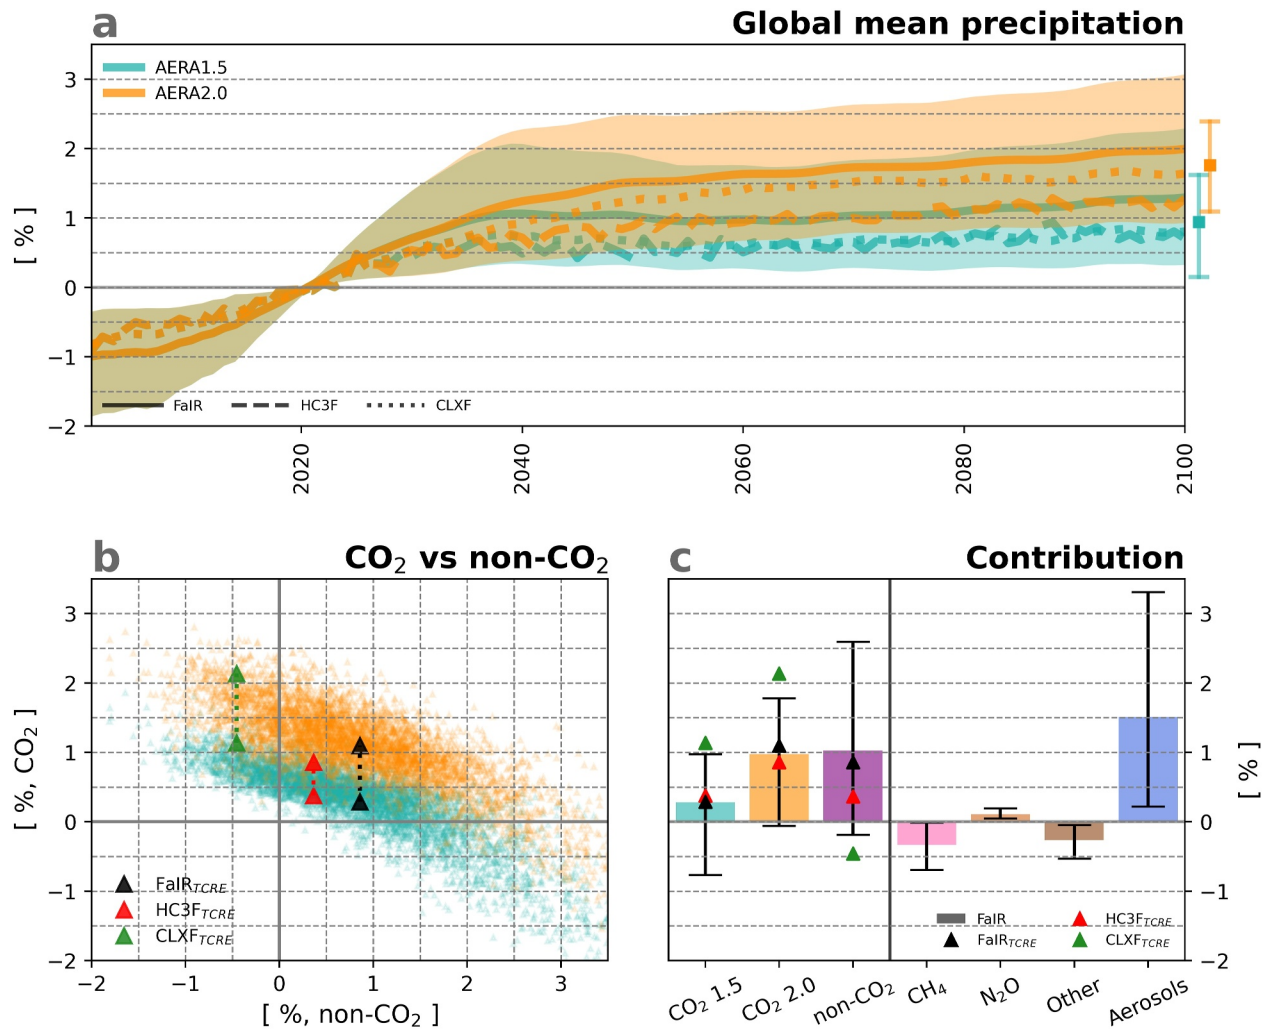 a Global mean precipitation
AERA1.5
AERA2.0
3
2
1
0
−1
−2
[ % ]
FaIR HC3F CLXF
2020 2040 2060 2080 2100
b CO₂ vs non-CO₂
3
2
1
0
−1
−2
[ %, CO₂ ]
FaIR_TCRE
HC3F_TCRE
CLXF_TCRE
−2 −1 0 1 2 3
[ %, non-CO₂ ]
c Contribution
3
2
1
0
−1
−2
[ % ]
FaIR HC3F_TCRE
FaIR_TCRE CLXF_TCRE
CO₂ 1.5 CO₂ 2.0 non-CO₂ CH₄ N₂O Other Aerosols